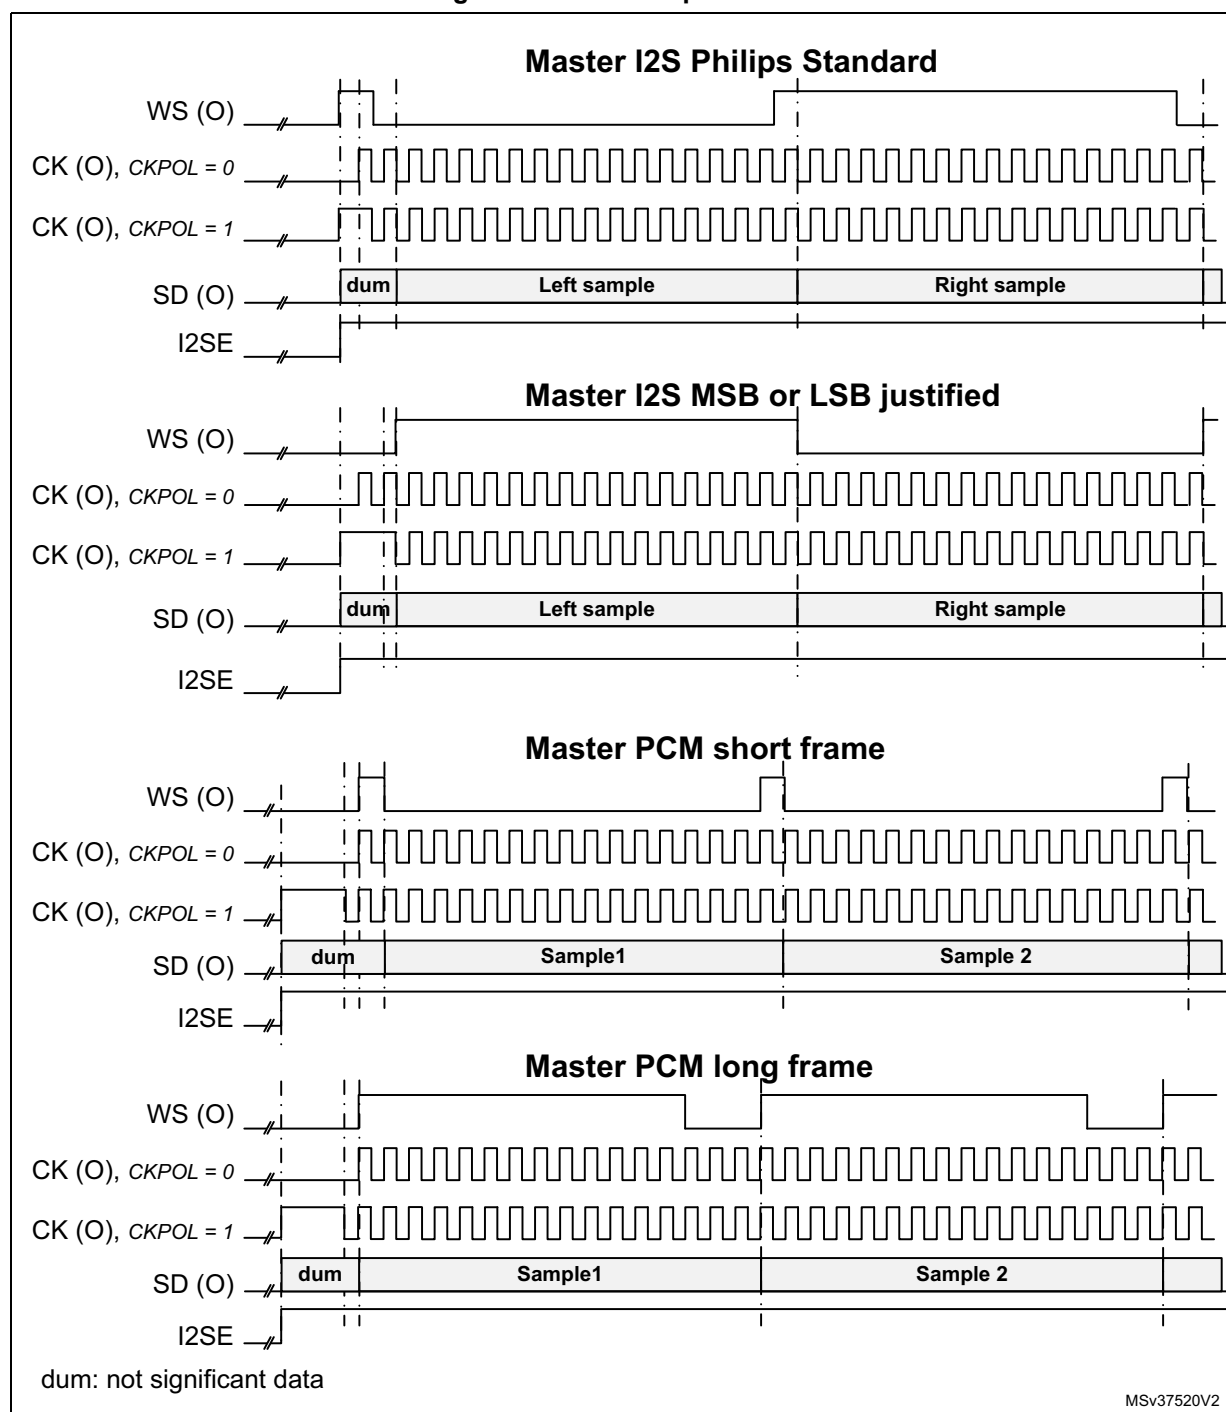 Master I2S Philips Standard
WS (O)
CK (O), CKPOL = 0
CK (O), CKPOL = 1
SD (O) dum Left sample Right sample
I2SE
Master I2S MSB or LSB justified
WS (O)
CK (O), CKPOL = 0
CK (O), CKPOL = 1
SD (O) dum Left sample Right sample
I2SE
Master PCM short frame
WS (O)
CK (O), CKPOL = 0
CK (O), CKPOL = 1
SD (O) dum Sample1 Sample 2
I2SE
Master PCM long frame
WS (O)
CK (O), CKPOL = 0
CK (O), CKPOL = 1
SD (O) dum Sample1 Sample 2
I2SE
dum: not significant data
MSv37520V2